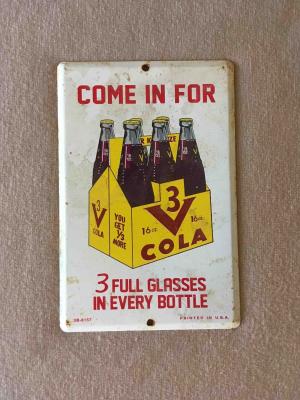 COME IN FOR
3
V
COLA
YOU
GET
1/3
MORE
3
V
16 oz.
16 oz.
COLA
3 FULL GLASSES
IN EVERY BOTTLE
PRINTED IN U.S.A.